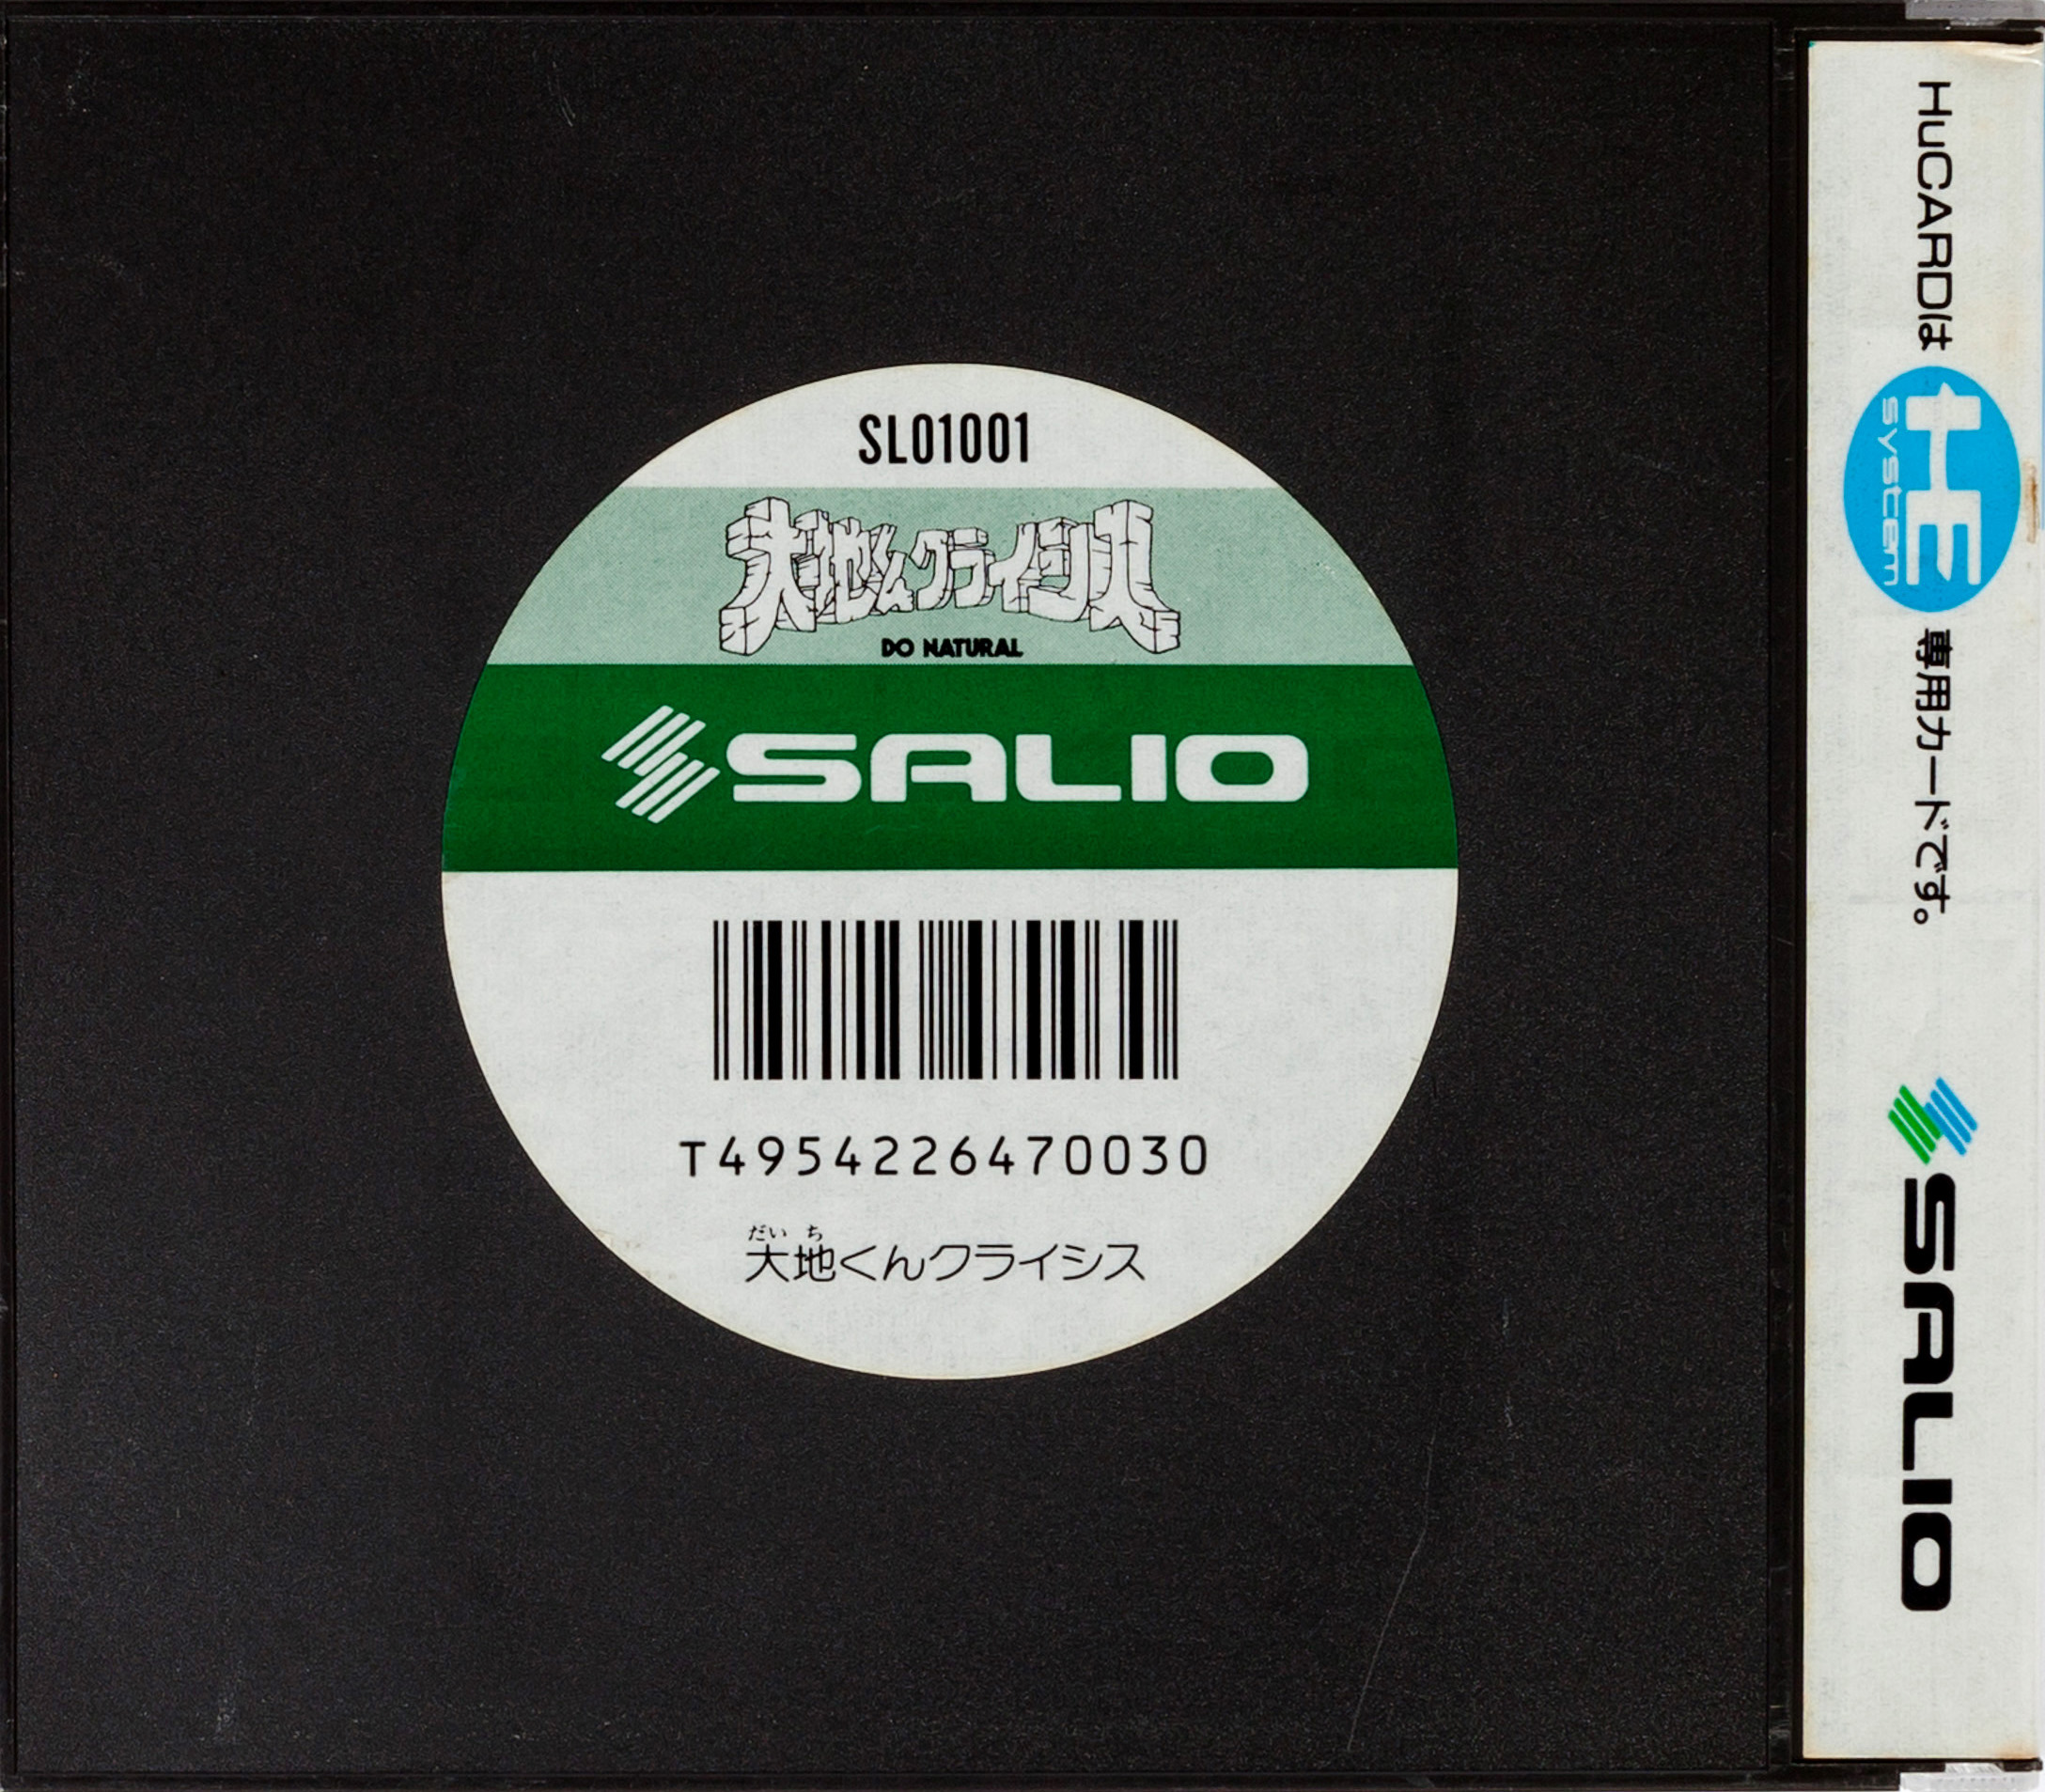 SL01001
大地くんクライシス
DO NATURAL
SALIO
T4954226470030
だいち
大地くんクライシス
HuCARDは
HE
system
専用カードです。
SALIO